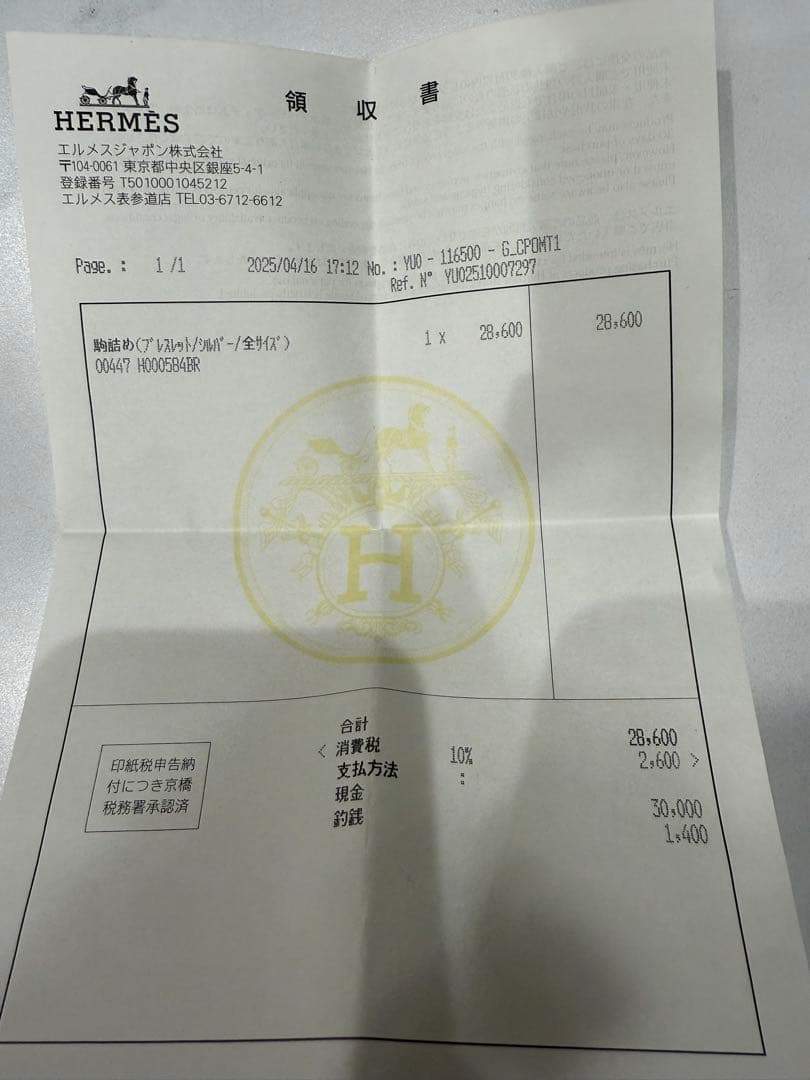 領収書
HERMÈS
エルメスジャポン株式会社
〒104-0061 東京都中央区銀座5-4-1
登録番号 T5010001045212
エルメス表参道店 TEL03-6712-6612
Page. : 1 /1 2025/04/16 17:12 No. : YU0 - 116500 - G_CPOMT1
Ref. N° YU02510007297
駒詰め(ﾌﾞﾚｽﾚｯﾄ/ｼﾙﾊﾞｰ/全ｻｲｽﾞ) 1 x 28,600 28,600
00447 H000584BR
H
合計 28,600
< 消費税 10% 2,600 >
支払方法 :
現金 30,000
釣銭 1,400
印紙税申告納
付につき京橋
税務署承認済